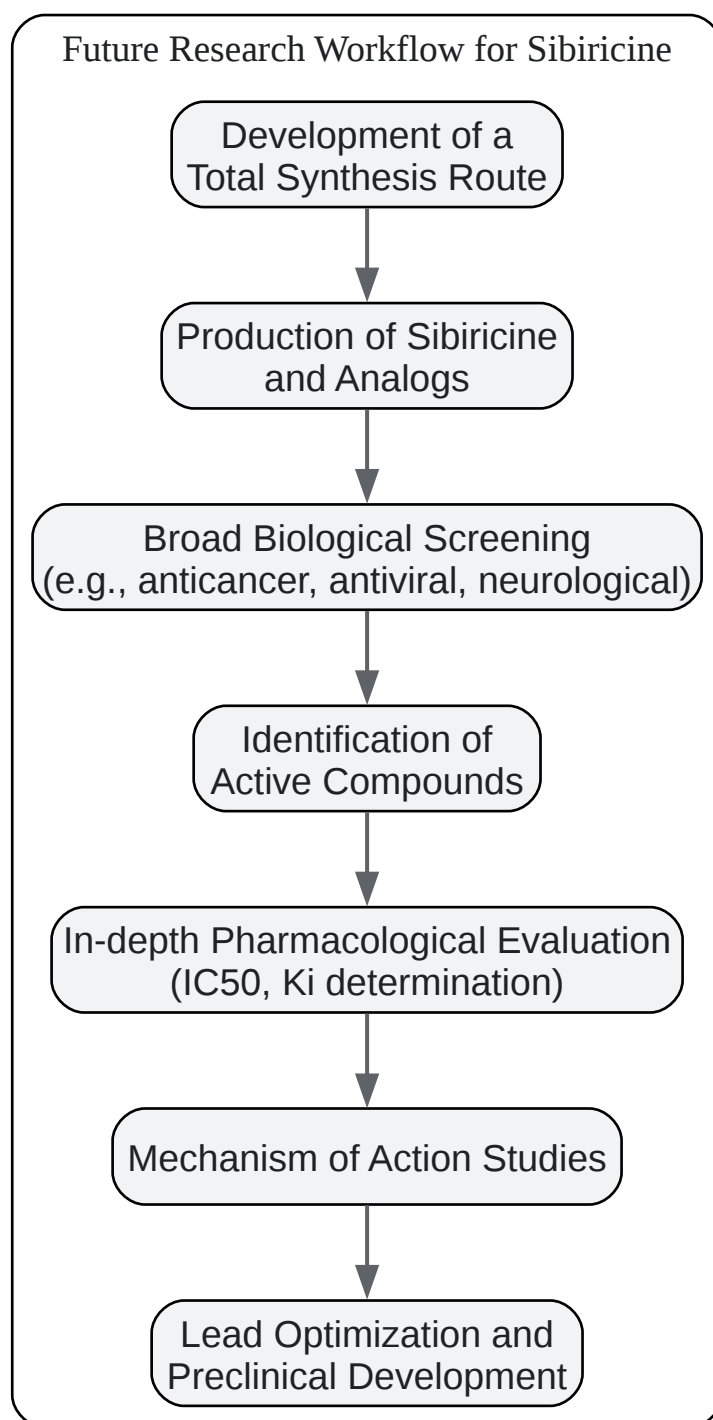 Future Research Workflow for Sibiricine
Development of a
Total Synthesis Route
Production of Sibiricine
and Analogs
Broad Biological Screening
(e.g., anticancer, antiviral, neurological)
Identification of
Active Compounds
In-depth Pharmacological Evaluation
(IC50, Ki determination)
Mechanism of Action Studies
Lead Optimization and
Preclinical Development